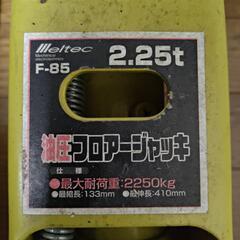 Meltec
2.25t
F-85
油圧フロアージャッキ
仕様
●最大耐荷重：2250kg
●最縮長：133mm ●最伸長：410mm